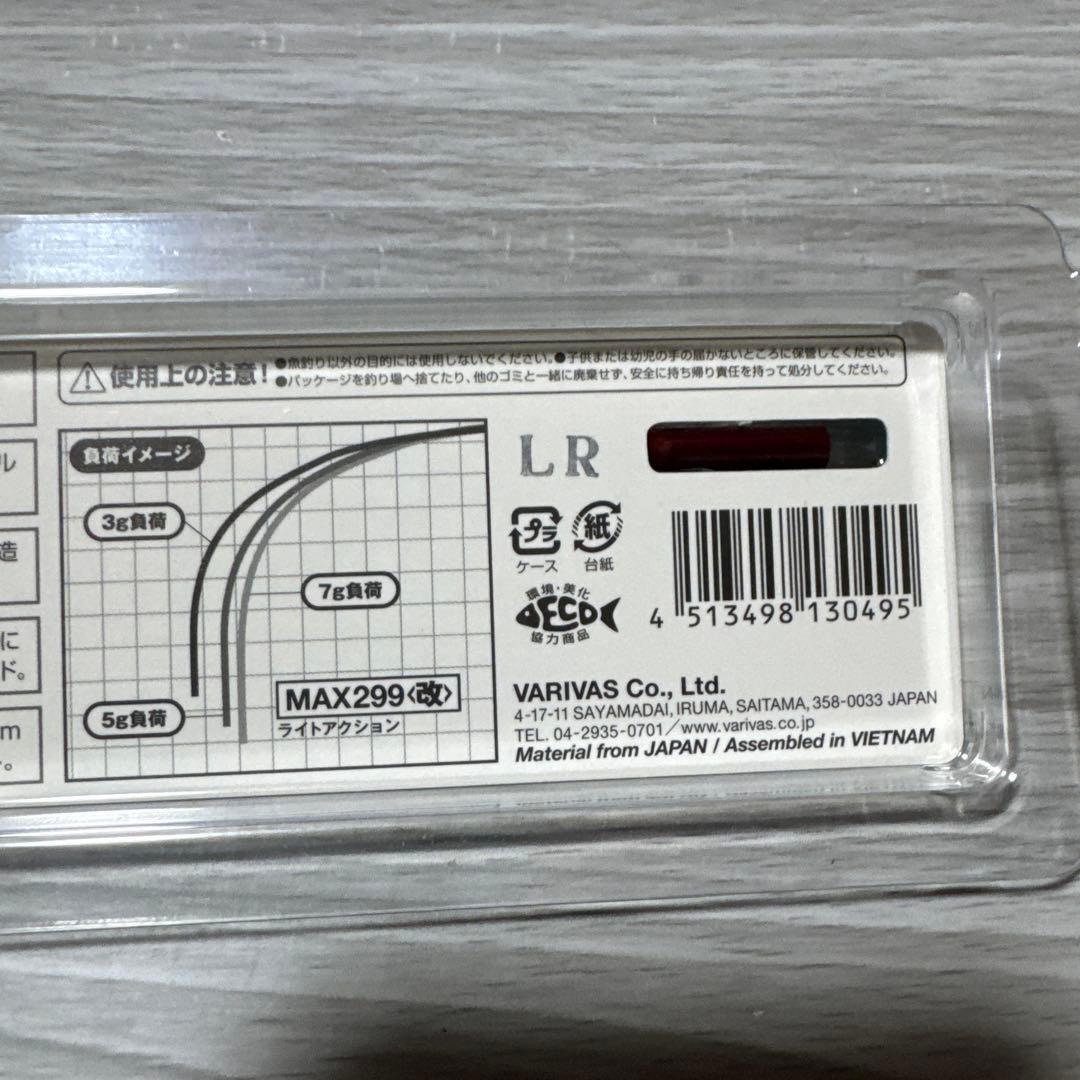 使用上の注意!
●魚釣り以外の目的には使用しないでください。●子供または幼児の手の届かないところに保管してください。
●パッケージを釣り場へ捨てたり、他のゴミと一緒に廃棄せず、安全に持ち帰り責任を持って処分してください。
ル
造
に
ド。
m
負荷イメージ
3g負荷
7g負荷
5g負荷
MAX299〈改〉
ライトアクション
LR
プラ
紙
ケース
台紙
環境・美化
ECO
協力商品
4 513498 130495
VARIVAS Co., Ltd.
4-17-11 SAYAMADAI, IRUMA, SAITAMA, 358-0033 JAPAN
TEL. 04-2935-0701／www.varivas.co.jp
Material from JAPAN / Assembled in VIETNAM